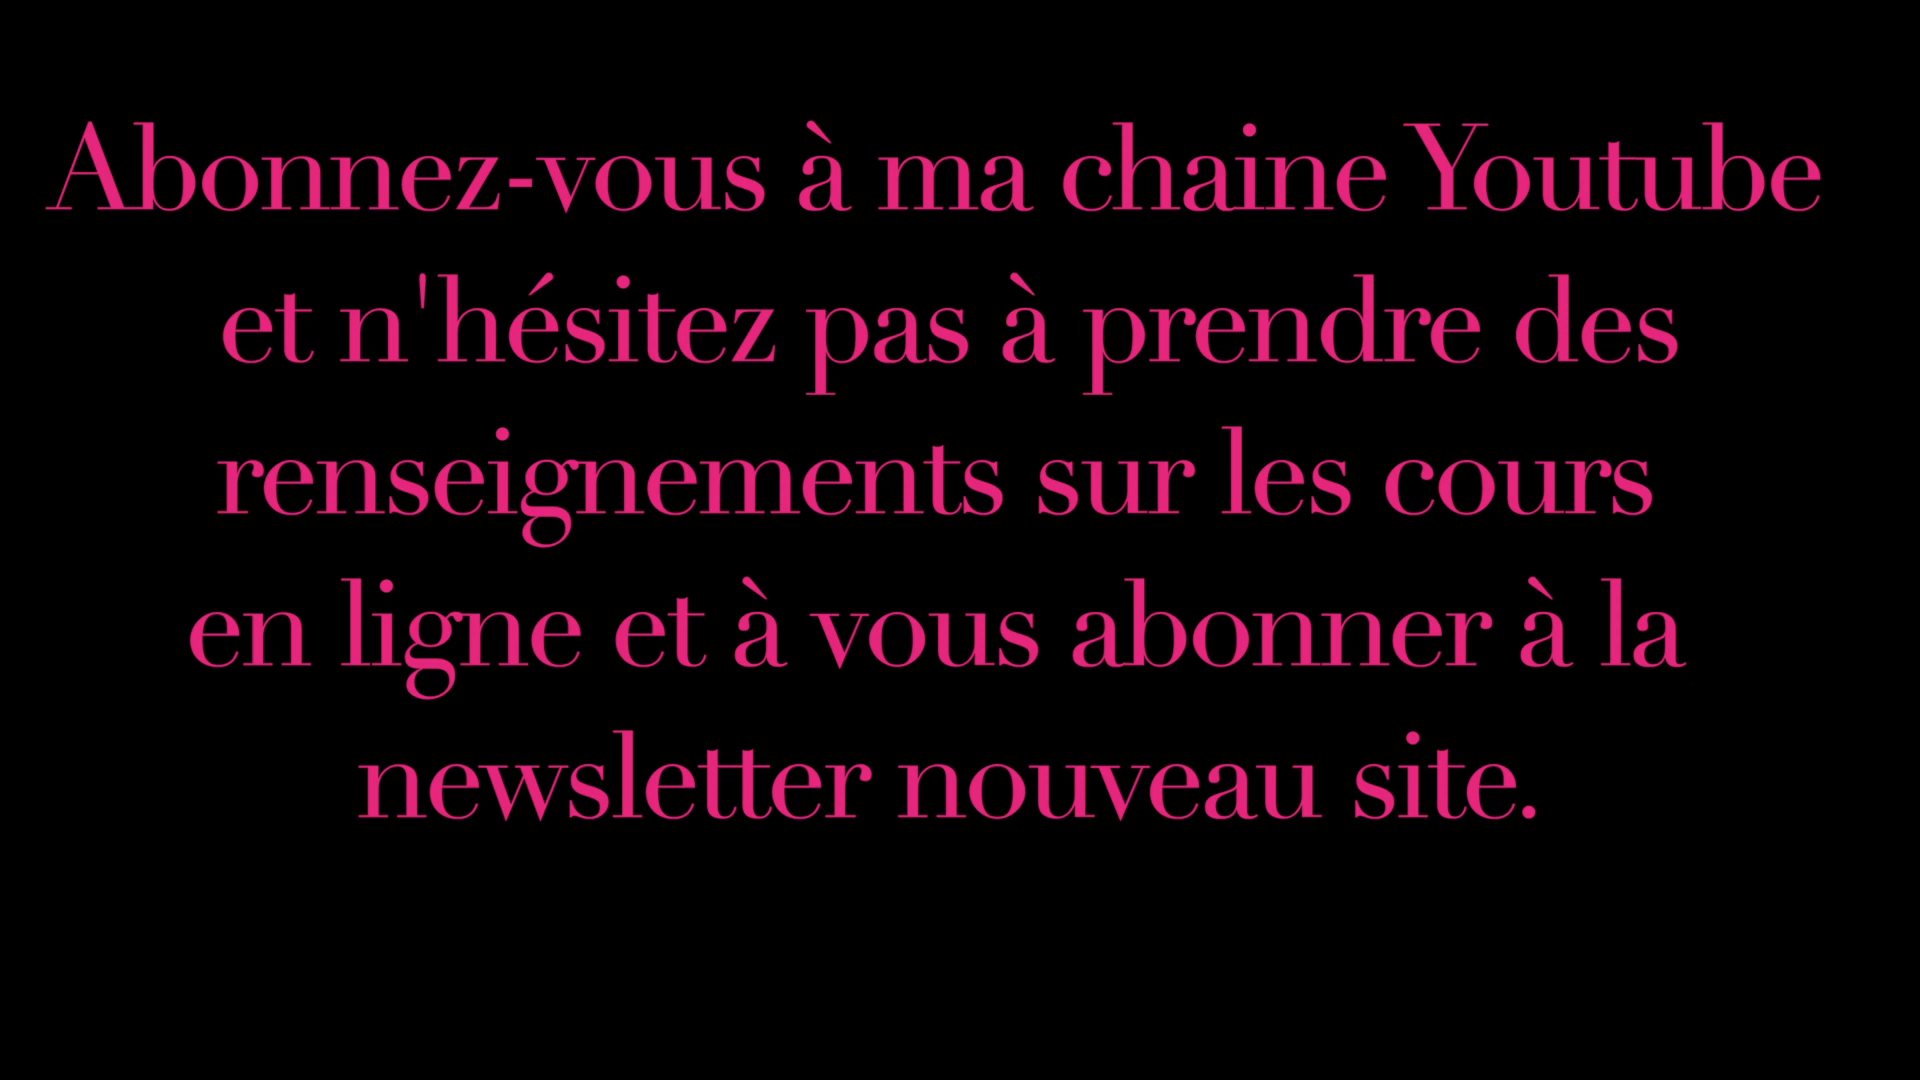 Abonnez-vous à ma chaine Youtube
et n'hésitez pas à prendre des
renseignements sur les cours
en ligne et à vous abonner à la
newsletter nouveau site.